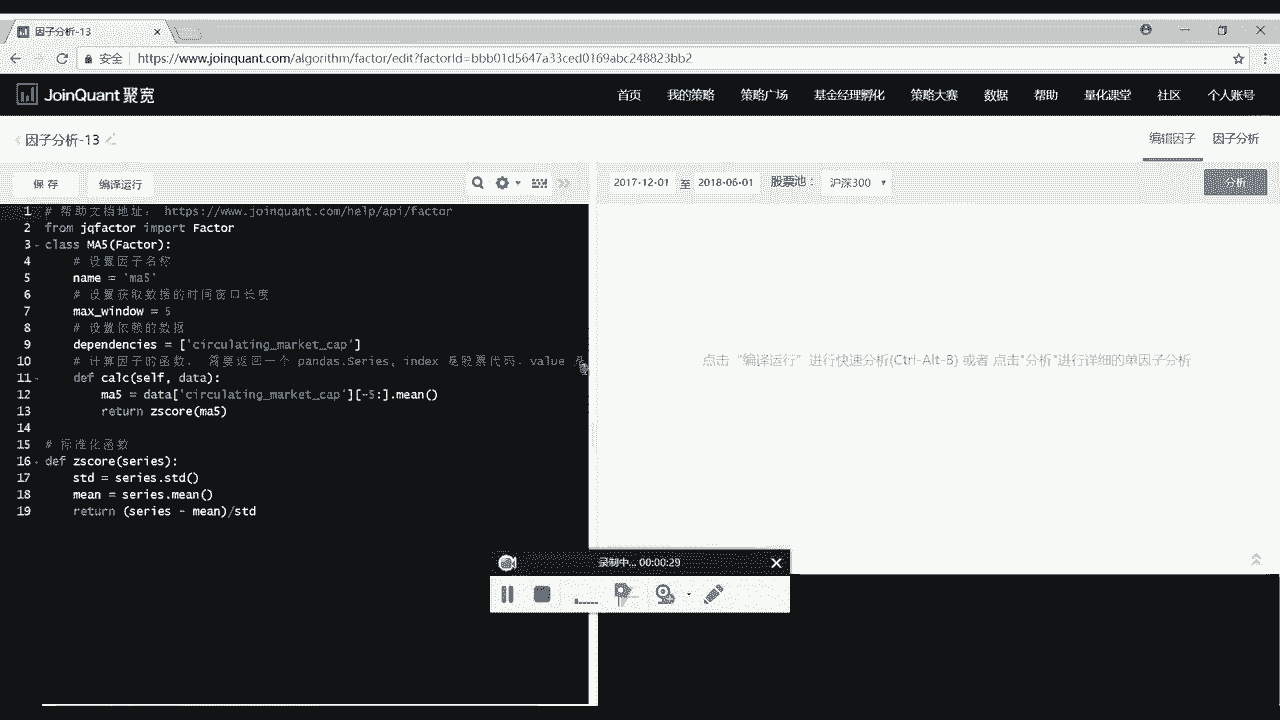 因子分析-13
安全 https://www.joinquant.com/algorithm/factor/edit?factorId=bbb01d5647a33ced0169abc248823bb2
JoinQuant 聚宽 首页 我的策略 策略广场 基金经理孵化 策略大赛 数据 帮助 量化课堂 社区 个人账号
因子分析-13 编辑因子 因子分析
保存 编译运行 2017-12-01 至 2018-06-01 股票池： 沪深300 分析
1 # 帮助文档地址： https://www.joinquant.com/help/api/factor
2 from jqfactor import Factor
3 class MA5(Factor):
4 # 设置因子名称
5 name = 'ma5'
6 # 设置获取数据的时间窗口长度
7 max_window = 5
8 # 设置依赖的数据
9 dependencies = ['circulating_market_cap']
10 # 计算因子的函数， 需要返回一个 pandas.Series, index 是股票代码，value 是
11 def calc(self, data):
12 ma5 = data['circulating_market_cap'][-5:].mean()
13 return zscore(ma5)
14
15 # 标准化函数
16 def zscore(series):
17 std = series.std()
18 mean = series.mean()
19 return (series - mean)/std
点击 "编译运行" 进行快速分析(Ctrl-Alt-B) 或者 点击"分析"进行详细的单因子分析
录制中... 00:00:29